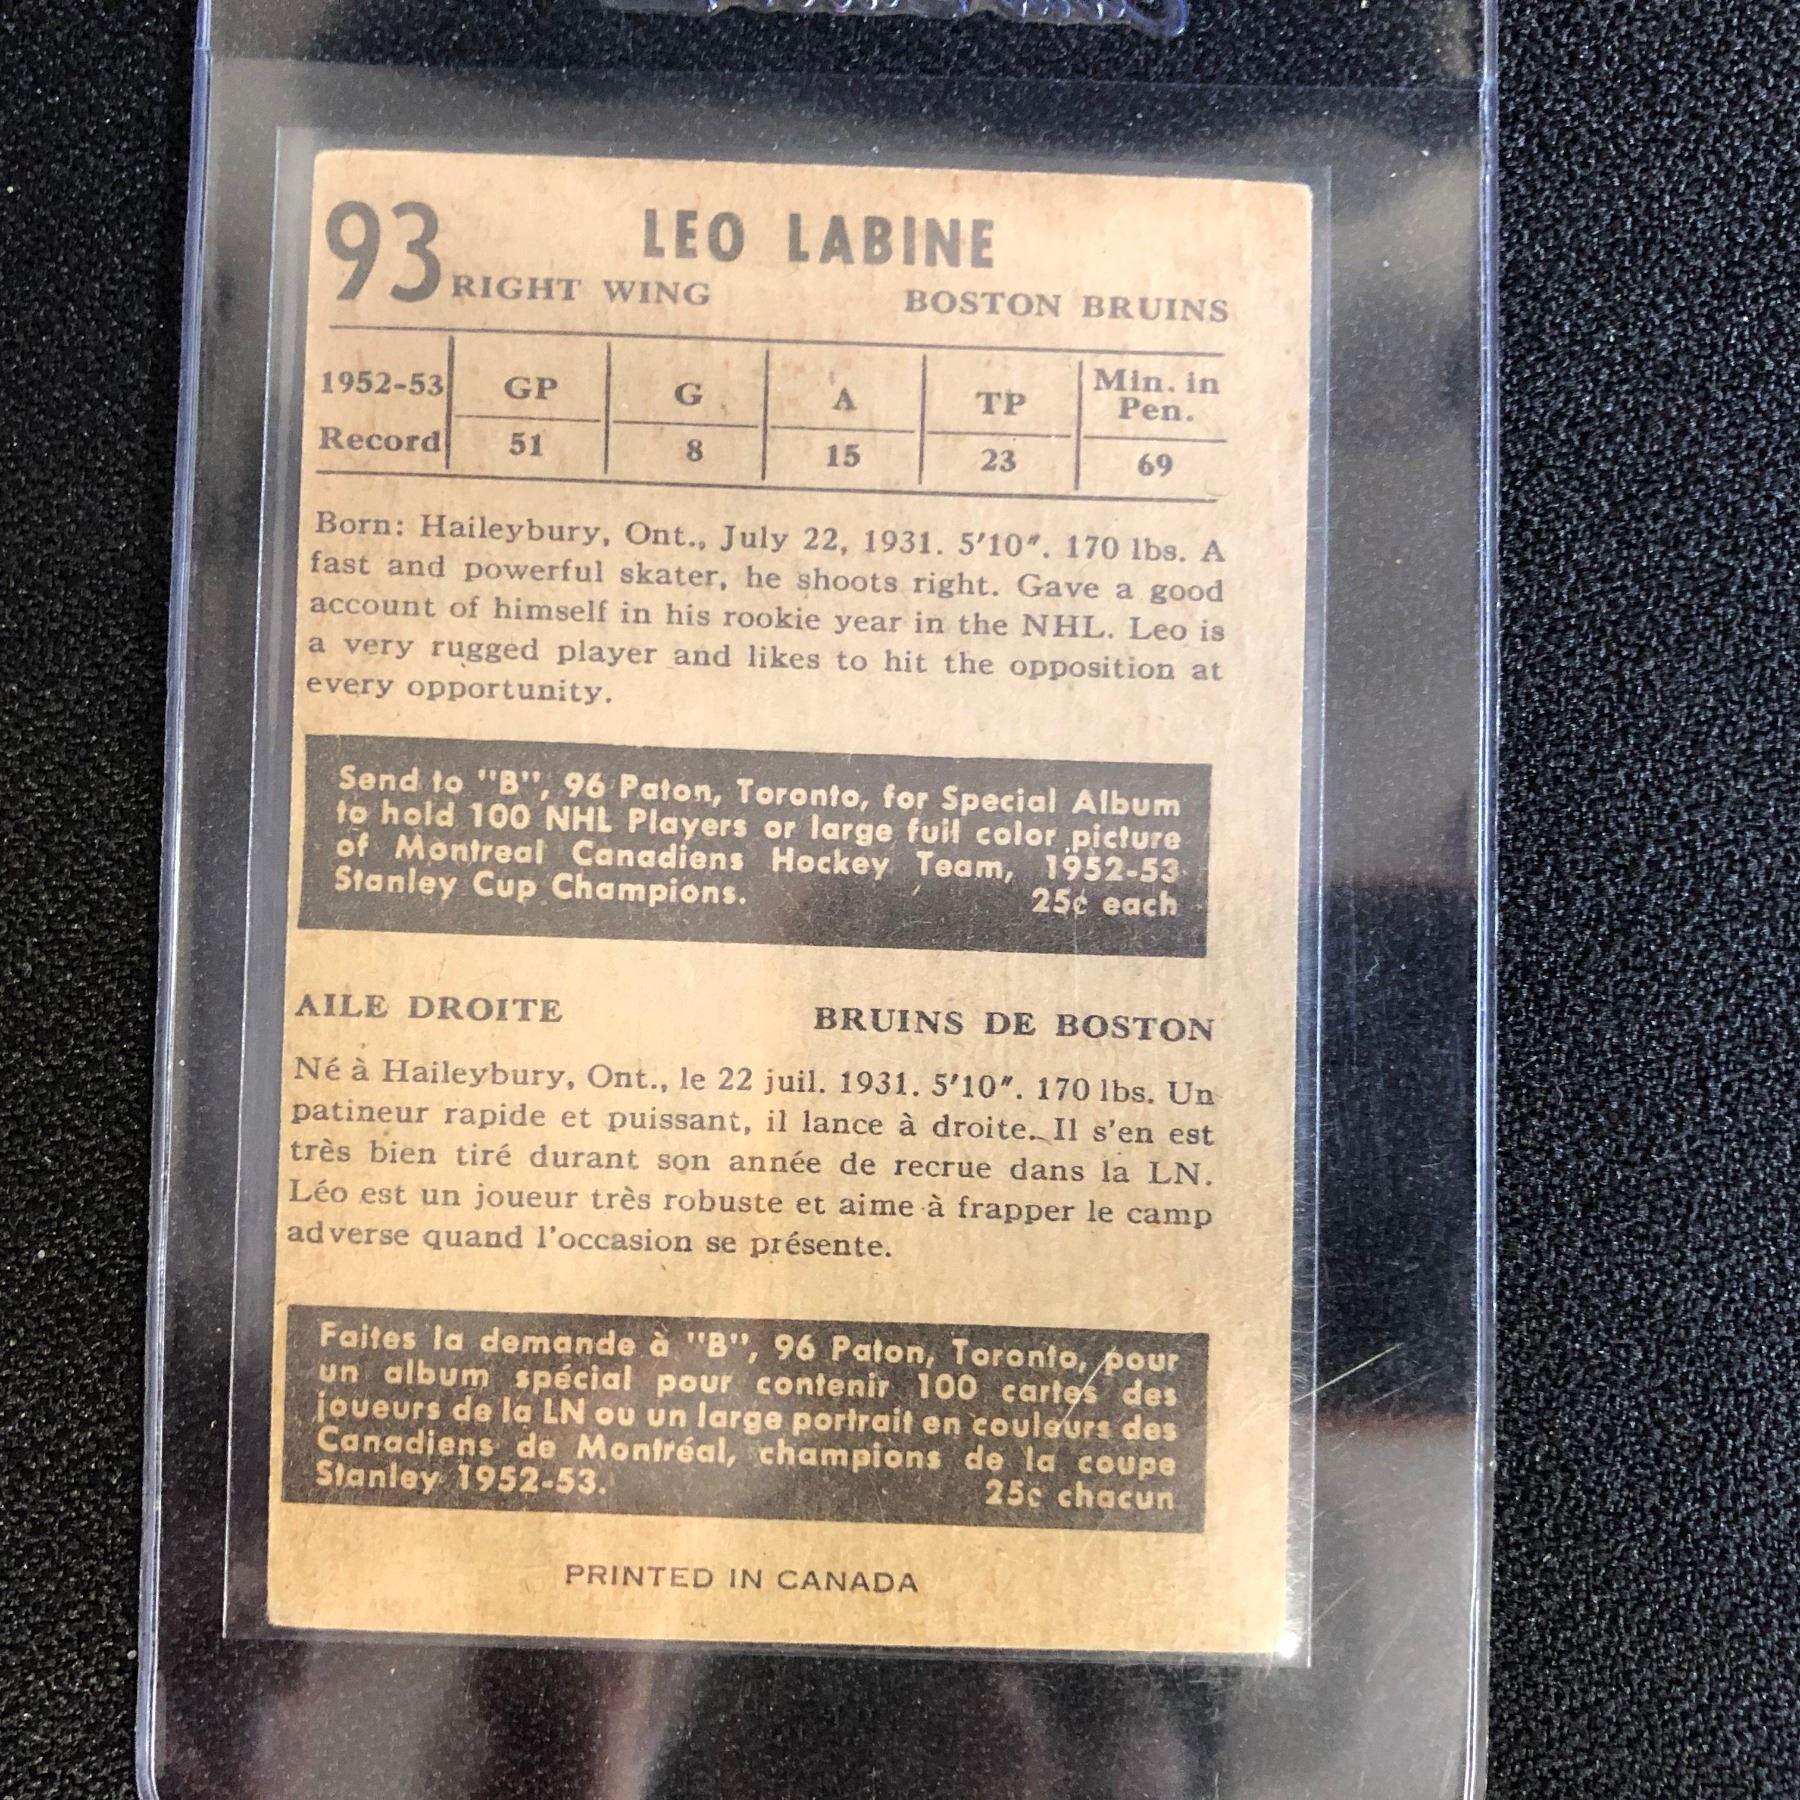 93 LEO LABINE
RIGHT WING BOSTON BRUINS
1952-53 GP G A TP Min. in Pen.
Record 51 8 15 23 69
Born: Haileybury, Ont., July 22, 1931. 5'10". 170 lbs. A
fast and powerful skater, he shoots right. Gave a good
account of himself in his rookie year in the NHL. Leo is
a very rugged player and likes to hit the opposition at
every opportunity.
Send to "B", 96 Paton, Toronto, for Special Album
to hold 100 NHL Players or large full color picture
of Montreal Canadiens Hockey Team, 1952-53
Stanley Cup Champions. 25¢ each
AILE DROITE BRUINS DE BOSTON
Né à Haileybury, Ont., le 22 juil. 1931. 5'10". 170 lbs. Un
patineur rapide et puissant, il lance à droite. Il s'en est
très bien tiré durant son année de recrue dans la LN.
Léo est un joueur très robuste et aime à frapper le camp
adverse quand l'occasion se présente.
Faites la demande à "B", 96 Paton, Toronto, pour
un album spécial pour contenir 100 cartes des
joueurs de la LN ou un large portrait en couleurs des
Canadiens de Montréal, champions de la coupe
Stanley 1952-53. 25¢ chacun
PRINTED IN CANADA